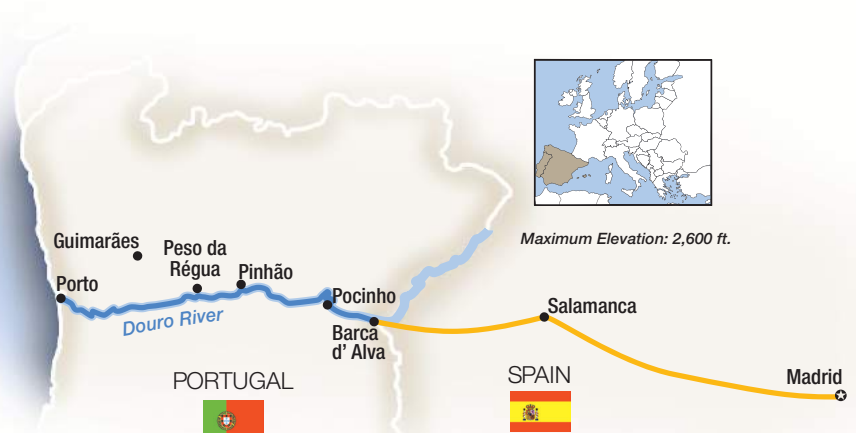 Maximum Elevation: 2,600 ft.
Guimarães
Peso da
Régua
Pinhão
Porto
Pocinho
Salamanca
Douro River
Barca
d' Alva
PORTUGAL
SPAIN
Madrid